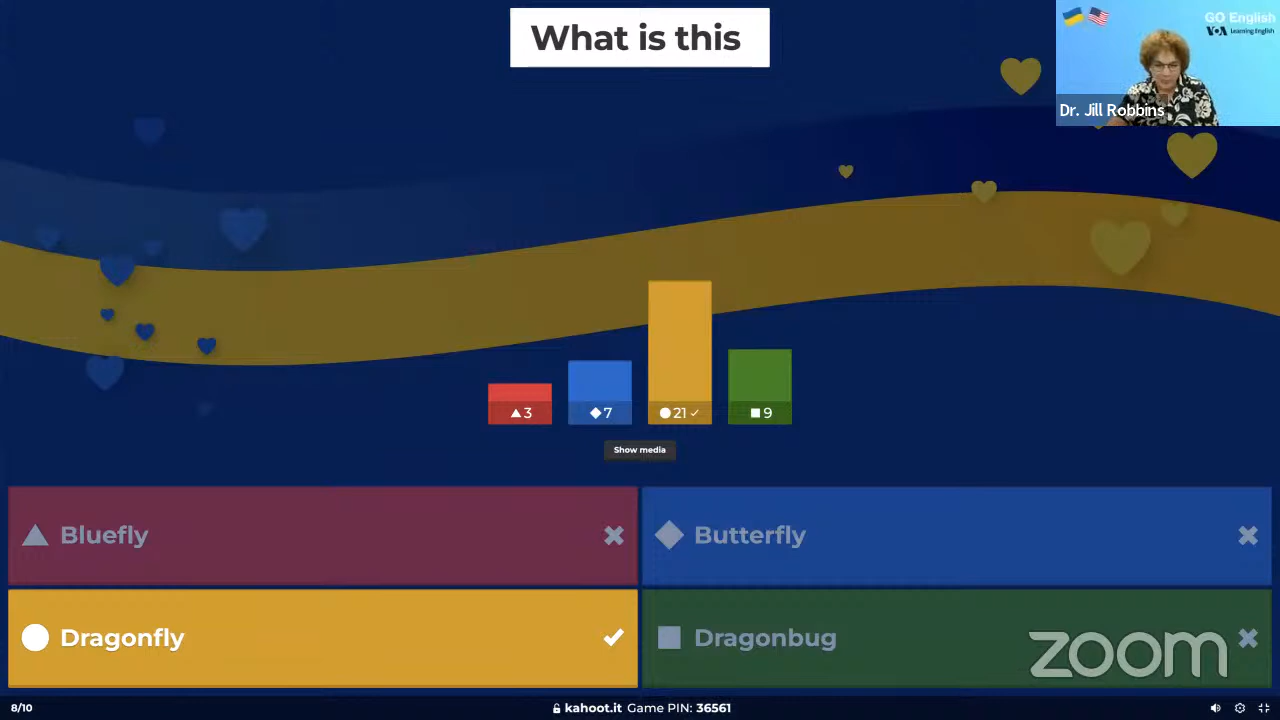 What is this
GO English
VOA Learning English
Dr. Jill Robbins
3
7
21
9
Show media
Bluefly
Butterfly
Dragonfly
Dragonbug
zoom
8/10
kahoot.it Game PIN: 36561